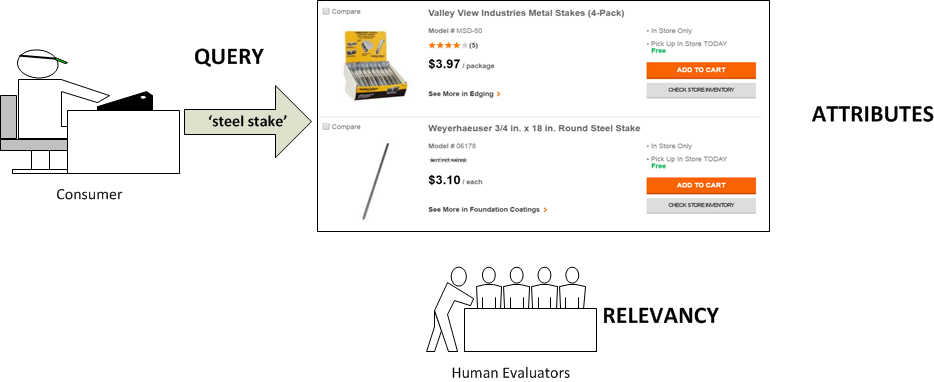 QUERY
'steel stake'
Consumer
Compare
Valley View Industries Metal Stakes (4-Pack)
Model # MSD-80
(5)
$3.97 / package
See More in Edging >
• In Store Only
• Pick Up In Store TODAY
Free
ADD TO CART
CHECK STORE INVENTORY
Compare
Weyerhaeuser 3/4 in. x 18 in. Round Steel Stake
Model # 06178
NOT YET RATED
$3.10 / each
See More in Foundation Coatings >
• In Store Only
• Pick Up In Store TODAY
Free
ADD TO CART
CHECK STORE INVENTORY
ATTRIBUTES
RELEVANCY
Human Evaluators